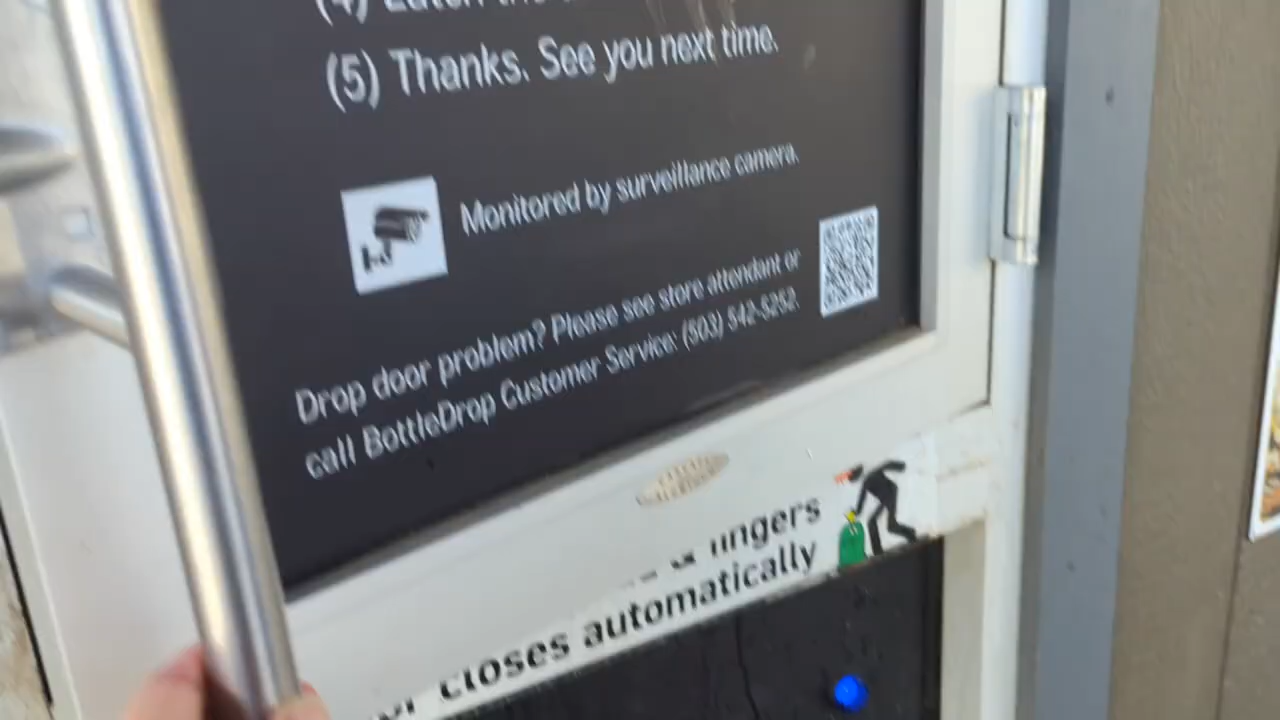 (4)
(5) Thanks. See you next time.
Monitored by surveillance camera.
Drop door problem? Please see store attendant or
call BottleDrop Customer Service: (503) 542-5252.
closes automatically